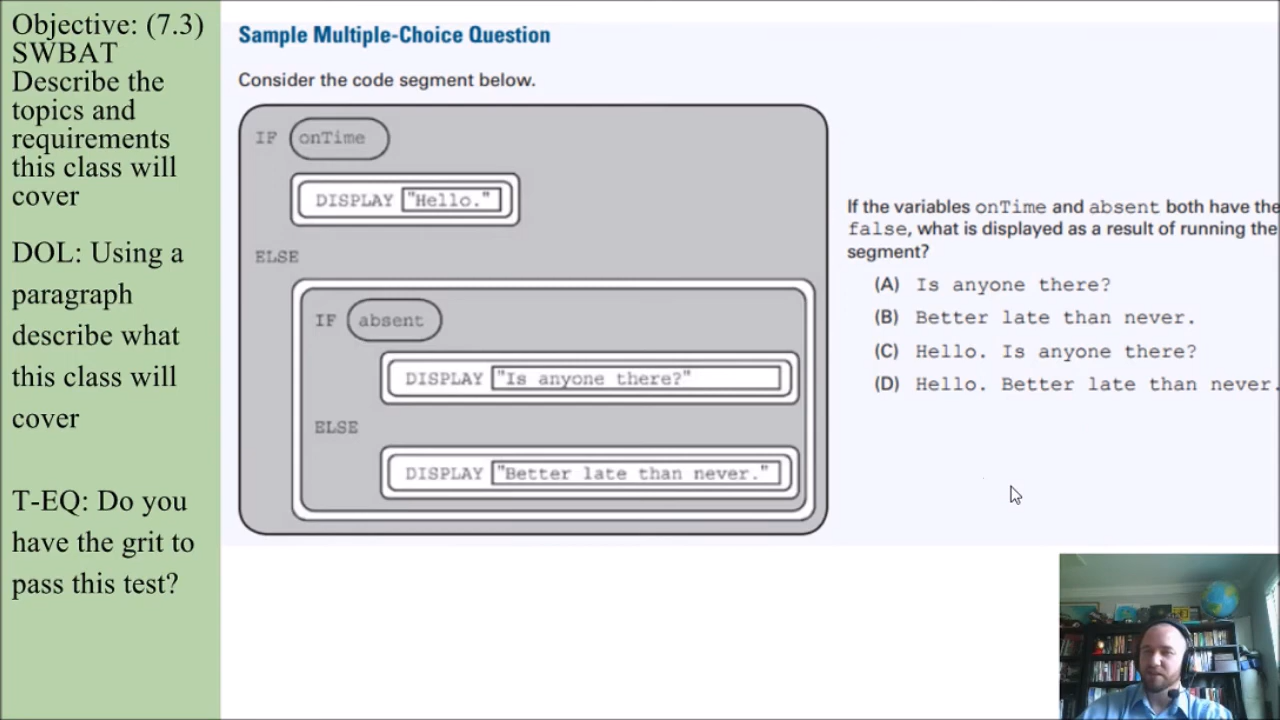 Objective: (7.3)
SWBAT
Describe the
topics and
requirements
this class will
cover
DOL: Using a
paragraph
describe what
this class will
cover
T-EQ: Do you
have the grit to
pass this test?
Sample Multiple-Choice Question
Consider the code segment below.
IF onTime
DISPLAY "Hello."
ELSE
IF absent
DISPLAY "Is anyone there?"
ELSE
DISPLAY "Better late than never."
If the variables onTime and absent both have the
false, what is displayed as a result of running the
segment?
(A) Is anyone there?
(B) Better late than never.
(C) Hello. Is anyone there?
(D) Hello. Better late than never.